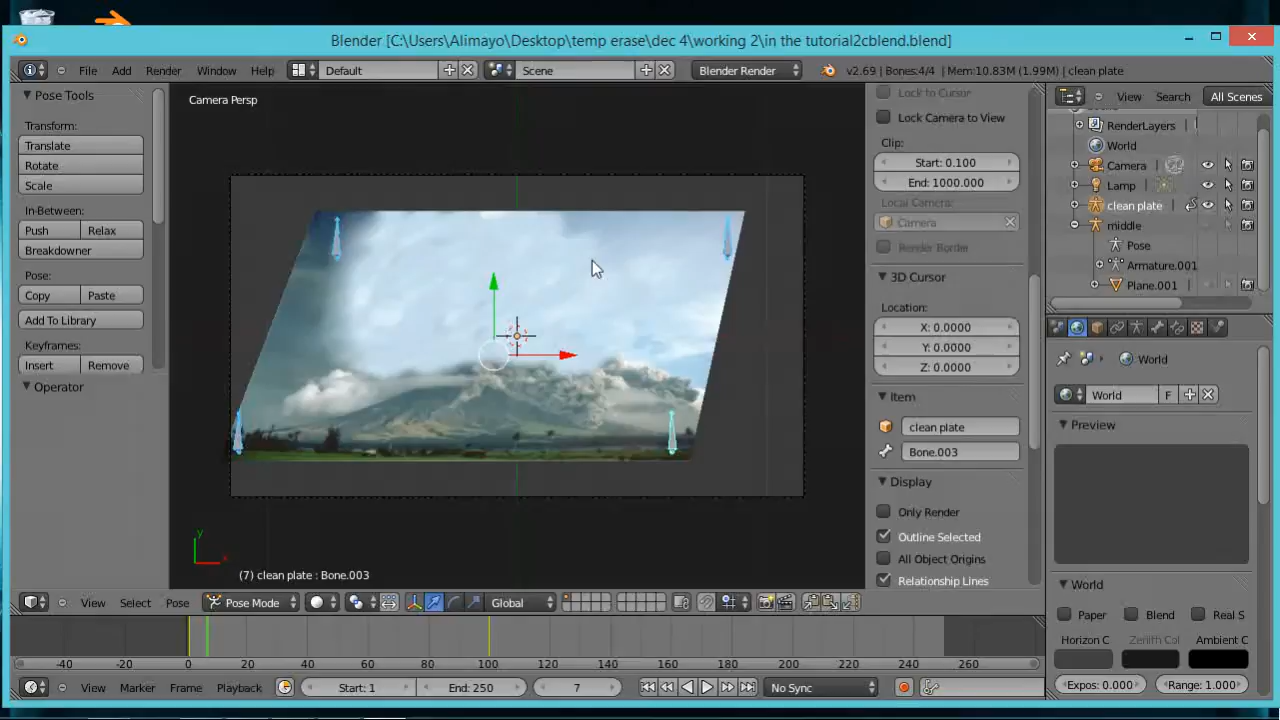 Blender [C:\Users\Alimayo\Desktop\temp erase\dec 4\working 2\in the tutorial2cblend.blend]
File Add Render Window Help Default Scene Blender Render v2.69 | Bones:4/4 | Mem:10.83M (1.99M) | clean plate
Pose Tools
Transform:
Translate
Rotate
Scale
In-Between:
Push Relax
Breakdowner
Pose:
Copy Paste
Add To Library
Keyframes:
Insert Remove
Operator
Camera Persp
y
x
(7) clean plate : Bone.003
Lock to Cursor
Lock Camera to View
Clip:
Start: 0.100
End: 1000.000
Local Camera:
Camera
Render Border
3D Cursor
Location:
X: 0.0000
Y: 0.0000
Z: 0.0000
Item
clean plate
Bone.003
Display
Only Render
Outline Selected
All Object Origins
Relationship Lines
View Search All Scenes
RenderLayers
World
Camera
Lamp
clean plate
middle
Pose
Armature.001
Plane.001
World
World F
Preview
World
Paper Blend Real S
Horizon C Zenith Col Ambient C
Expos: 0.000 Range: 1.000
View Select Pose Pose Mode Global
-40 -20 0 20 40 60 80 100 120 140 160 180 200 220 240 260
View Marker Frame Playback Start: 1 End: 250 7 No Sync